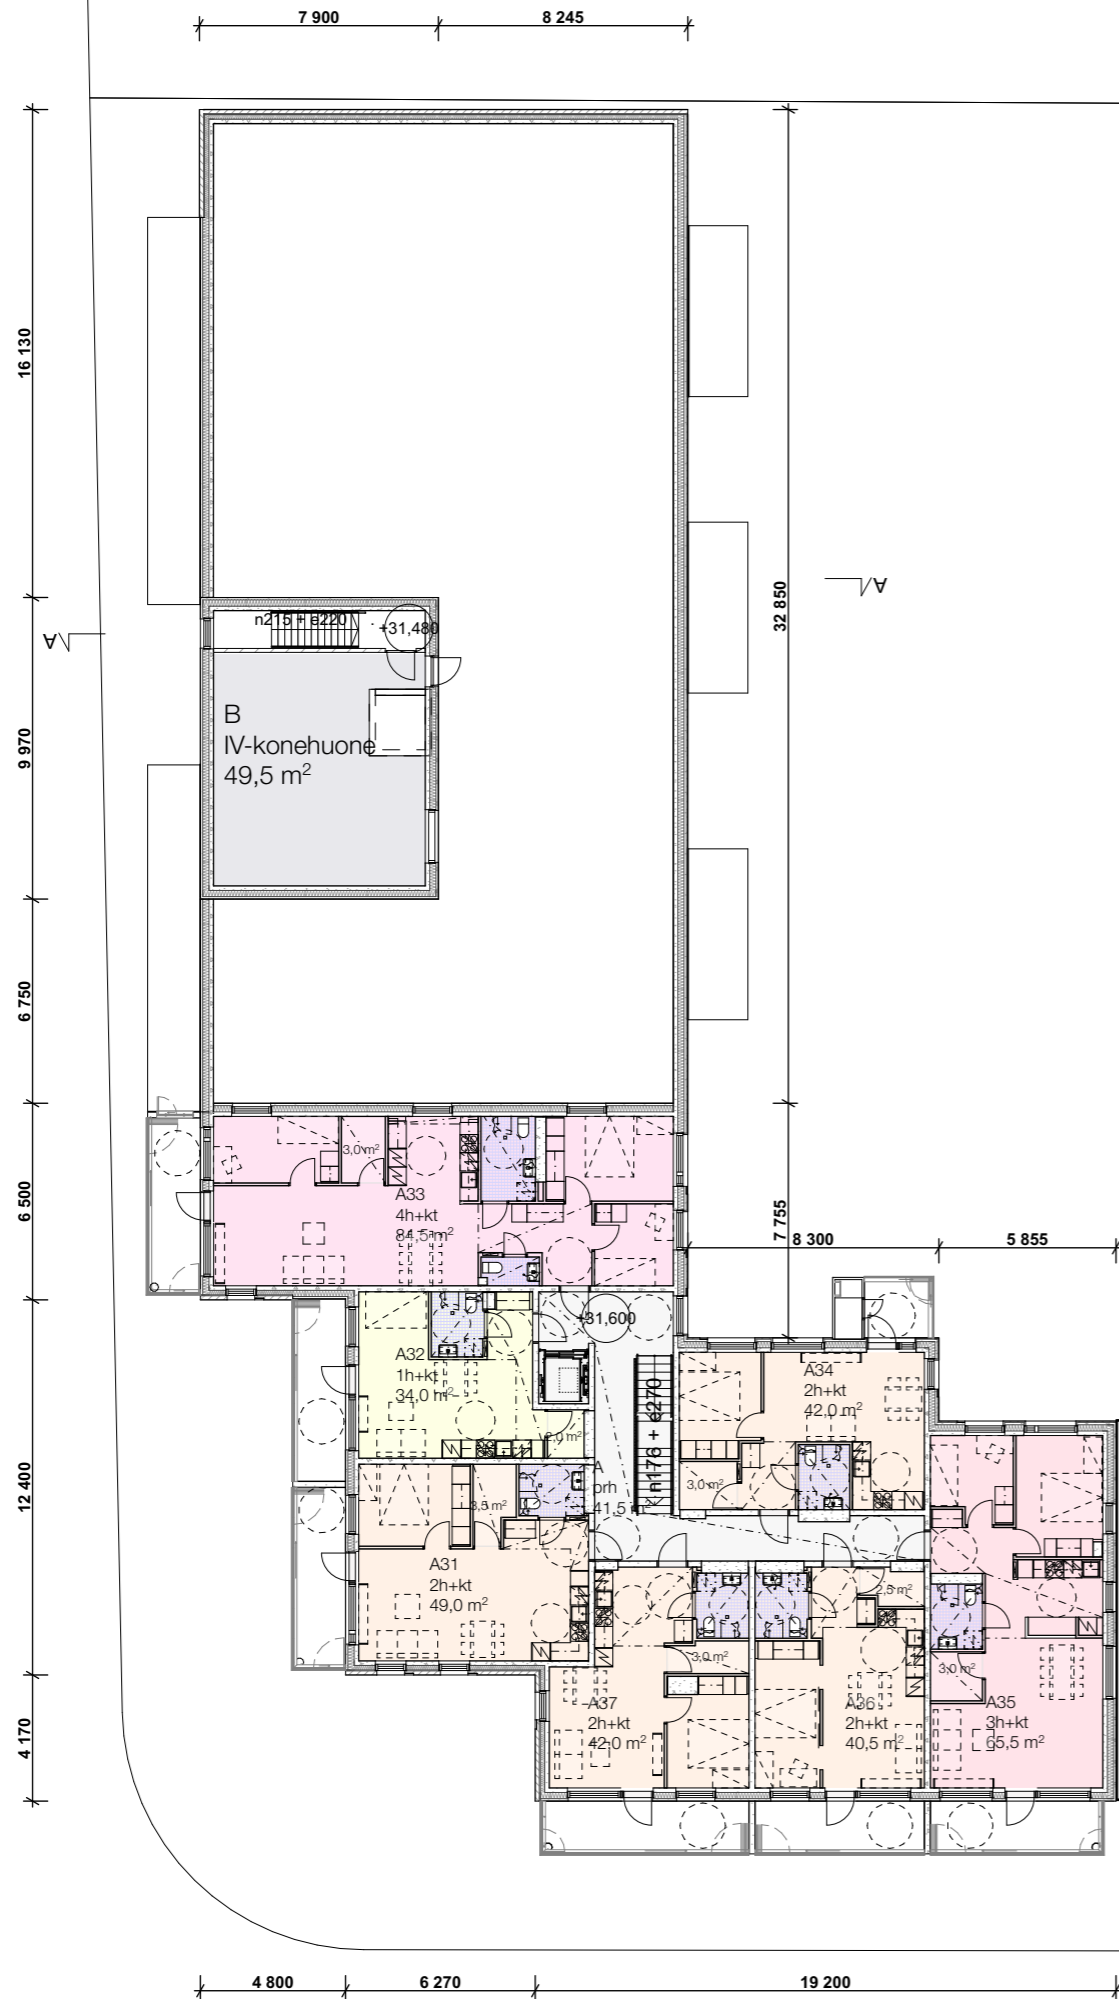 7 900
8 245
16 130
32 850
A
A
n215 + e220
+31,480
B
IV-konehuone
49,5 m²
9 970
6 750
3,0 m²
A33
4h+kt
84,5 m²
6 500
7 755
8 300
5 855
+31,600
A32
1h+kt
34,0 m²
A34
2h+kt
42,0 m²
n176 + e270
2,0 m²
12 400
A
prh
41,5 m²
3,0 m²
3,5 m²
A31
2h+kt
49,0 m²
2,5 m²
3,0 m²
3,0 m²
A37
2h+kt
42,0 m²
A36
2h+kt
40,5 m²
A35
3h+kt
65,5 m²
4 170
4 800
6 270
19 200